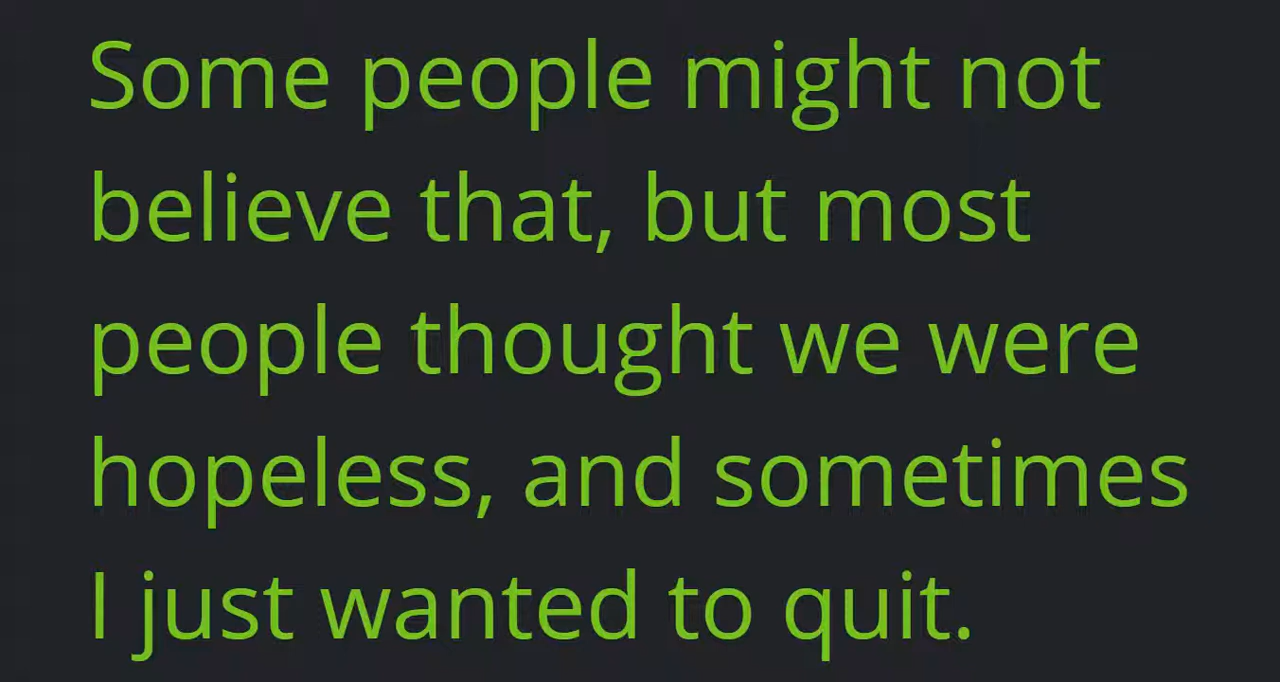 Some people might not
believe that, but most
people thought we were
hopeless, and sometimes
I just wanted to quit.